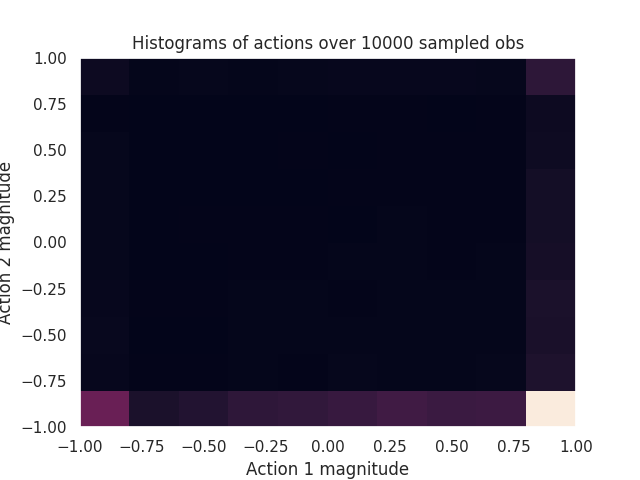 Histograms of actions over 10000 sampled obs
1.00
0.75
0.50
0.25
0.00
−0.25
−0.50
−0.75
−1.00
Action 2 magnitude
−1.00 −0.75 −0.50 −0.25 0.00 0.25 0.50 0.75 1.00
Action 1 magnitude